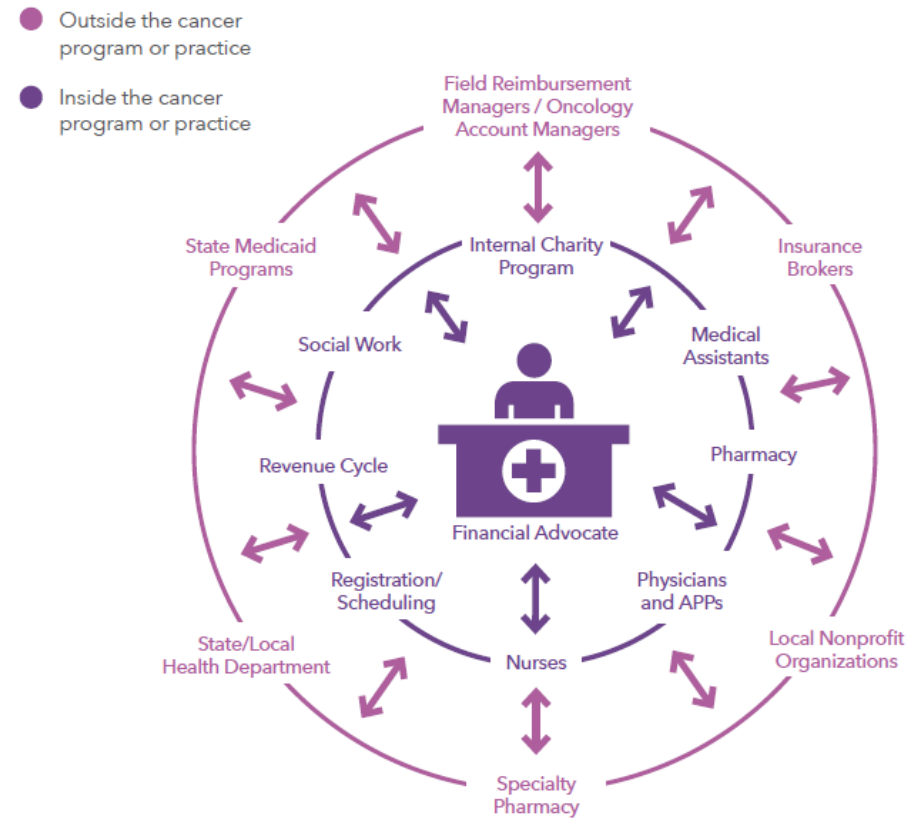 Outside the cancer
program or practice
Inside the cancer
program or practice
Field Reimbursement
Managers / Oncology
Account Managers
State Medicaid
Programs
Internal Charity
Program
Insurance
Brokers
Social Work
Medical
Assistants
Revenue Cycle
Pharmacy
Financial Advocate
Registration/
Scheduling
Physicians
and APPs
State/Local
Health Department
Nurses
Local Nonprofit
Organizations
Specialty
Pharmacy